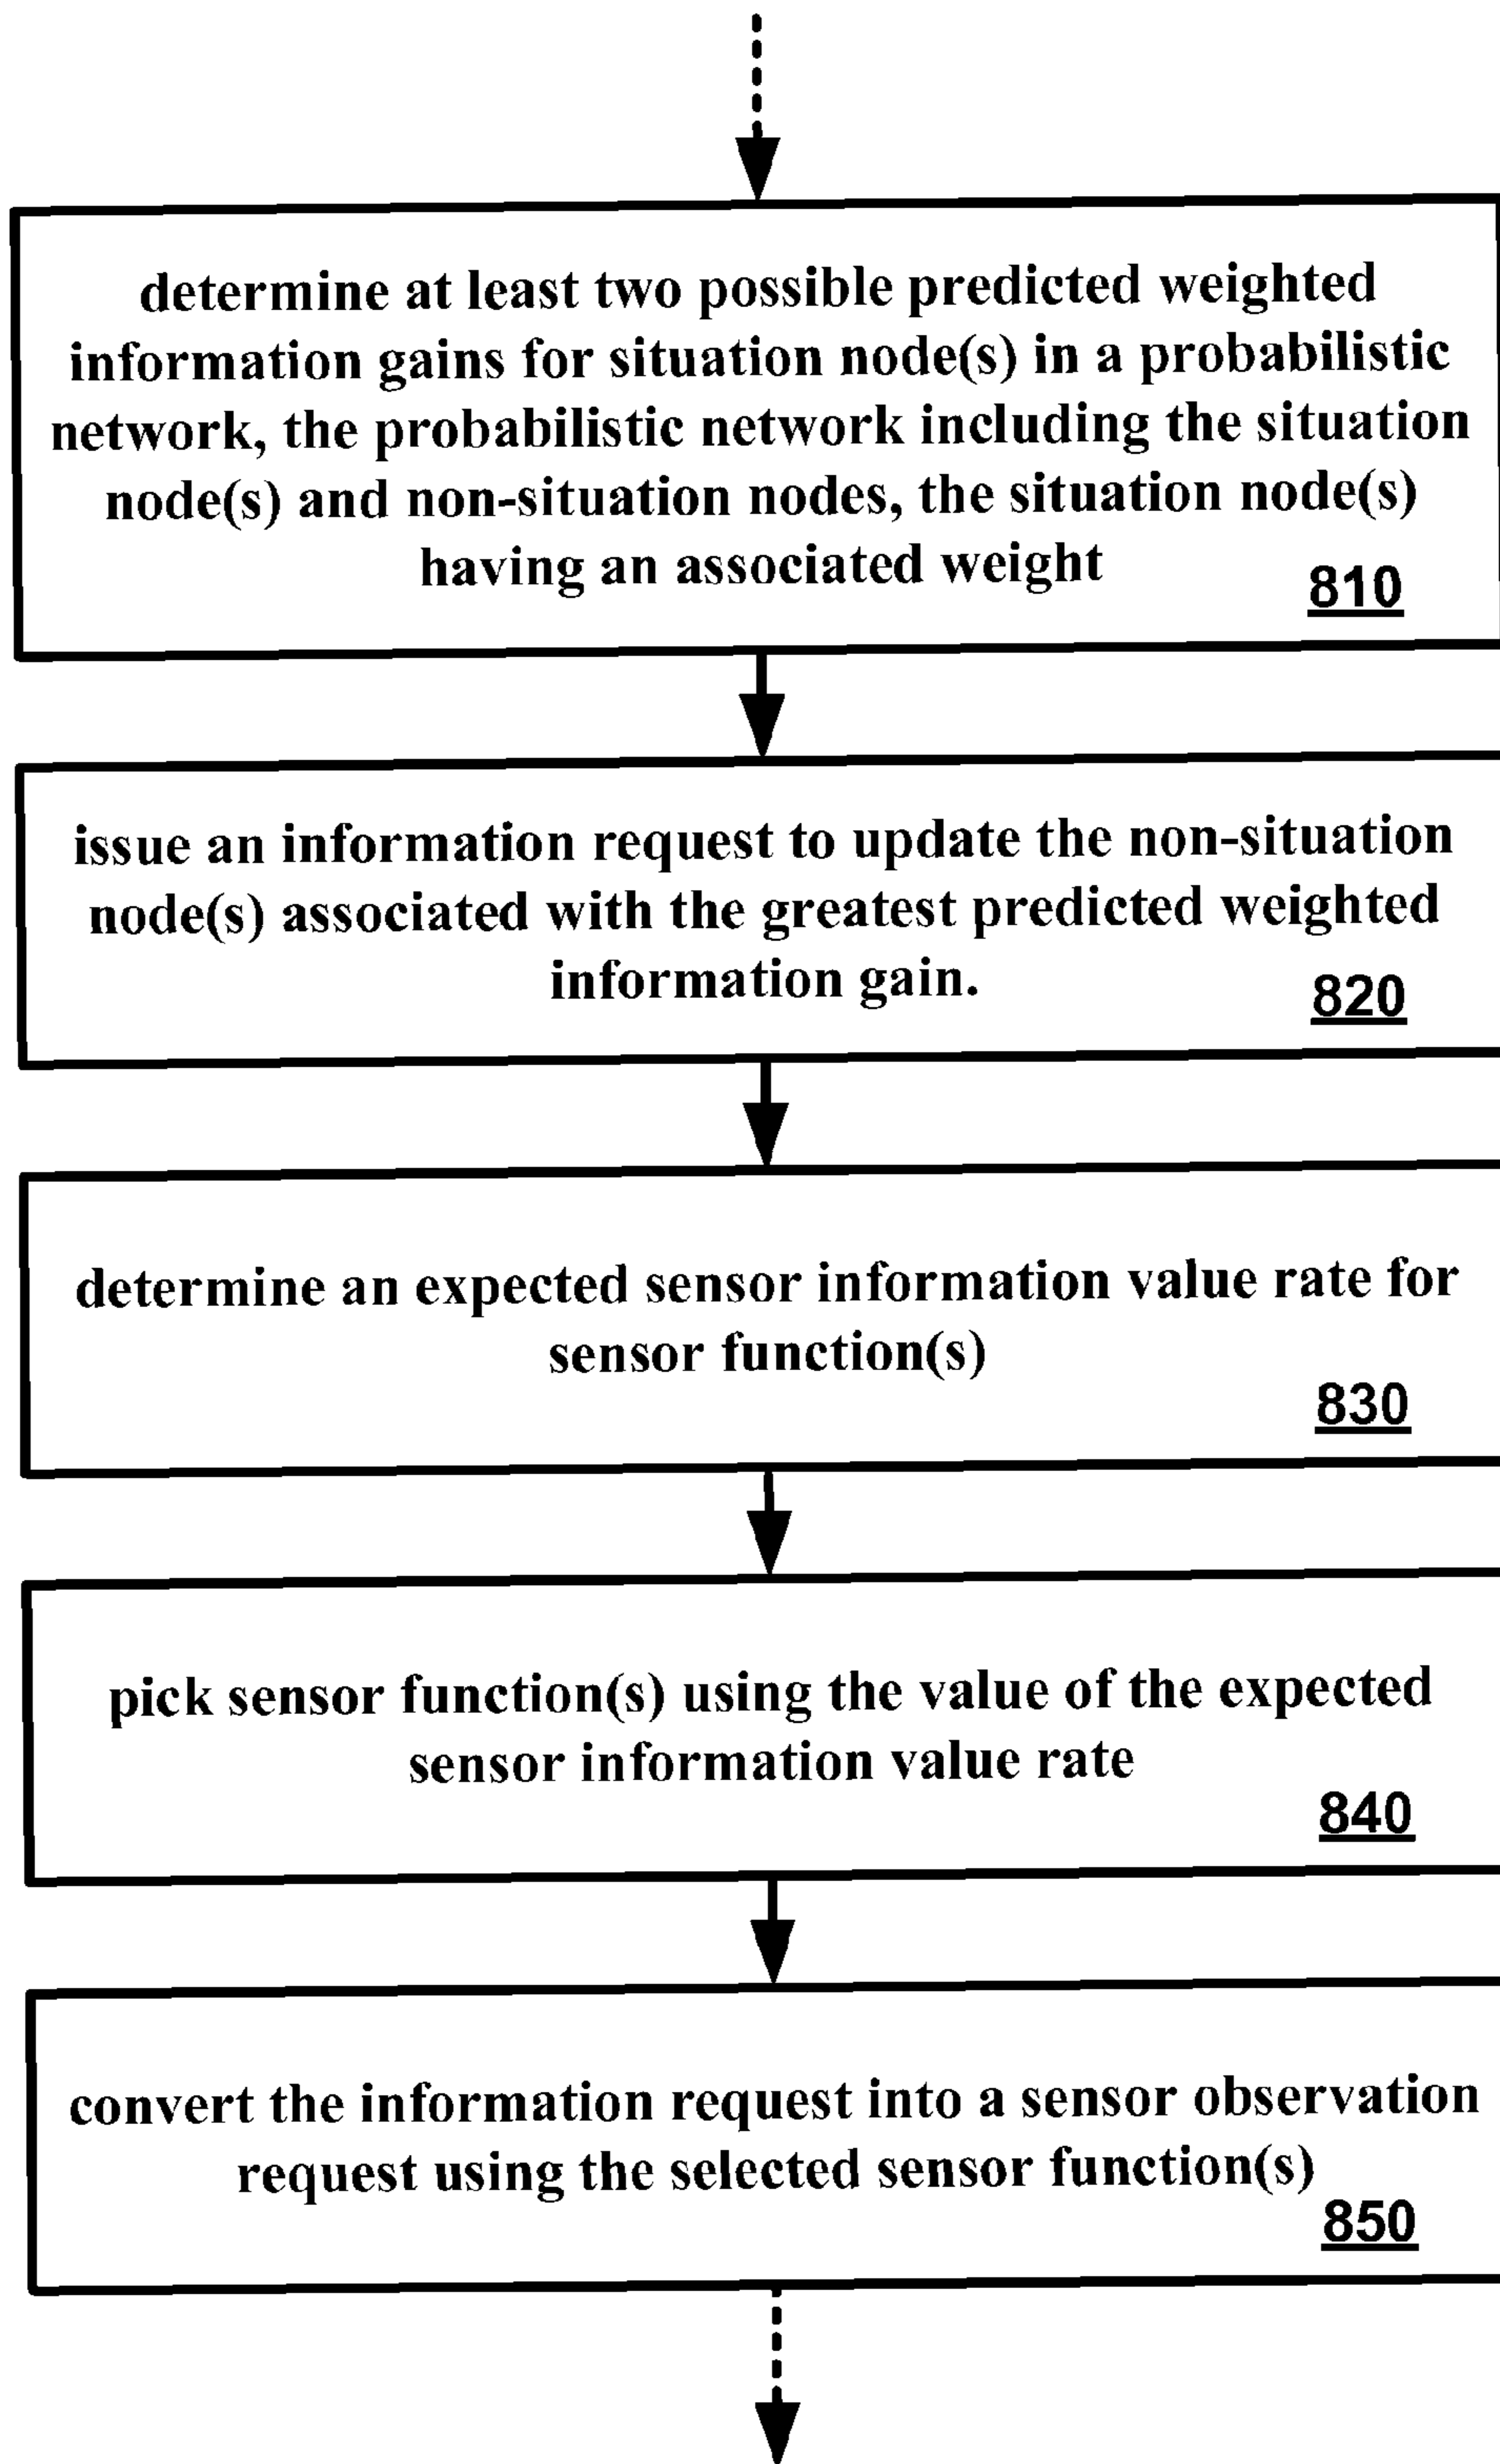 determine at least two possible predicted weighted
information gains for situation node(s) in a probabilistic
network, the probabilistic network including the situation
node(s) and non-situation nodes, the situation node(s)
having an associated weight
810
issue an information request to update the non-situation
node(s) associated with the greatest predicted weighted
information gain.
820
determine an expected sensor information value rate for
sensor function(s)
830
pick sensor function(s) using the value of the expected
sensor information value rate
840
convert the information request into a sensor observation
request using the selected sensor function(s)
850